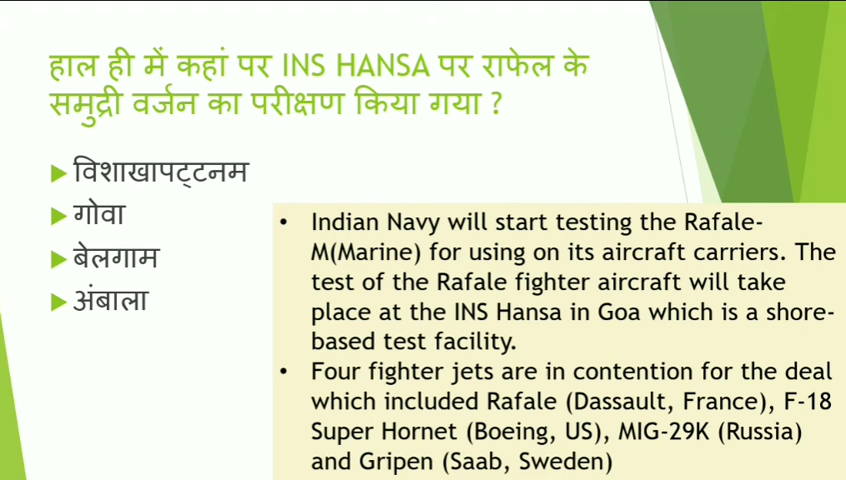 हाल ही में कहां पर INS HANSA पर राफेल के
समुद्री वर्जन का परीक्षण किया गया ?
विशाखापट्टनम
गोवा
बेलगाम
अंबाला
• Indian Navy will start testing the Rafale-
M(Marine) for using on its aircraft carriers. The
test of the Rafale fighter aircraft will take
place at the INS Hansa in Goa which is a shore-
based test facility.
• Four fighter jets are in contention for the deal
which included Rafale (Dassault, France), F-18
Super Hornet (Boeing, US), MIG-29K (Russia)
and Gripen (Saab, Sweden)